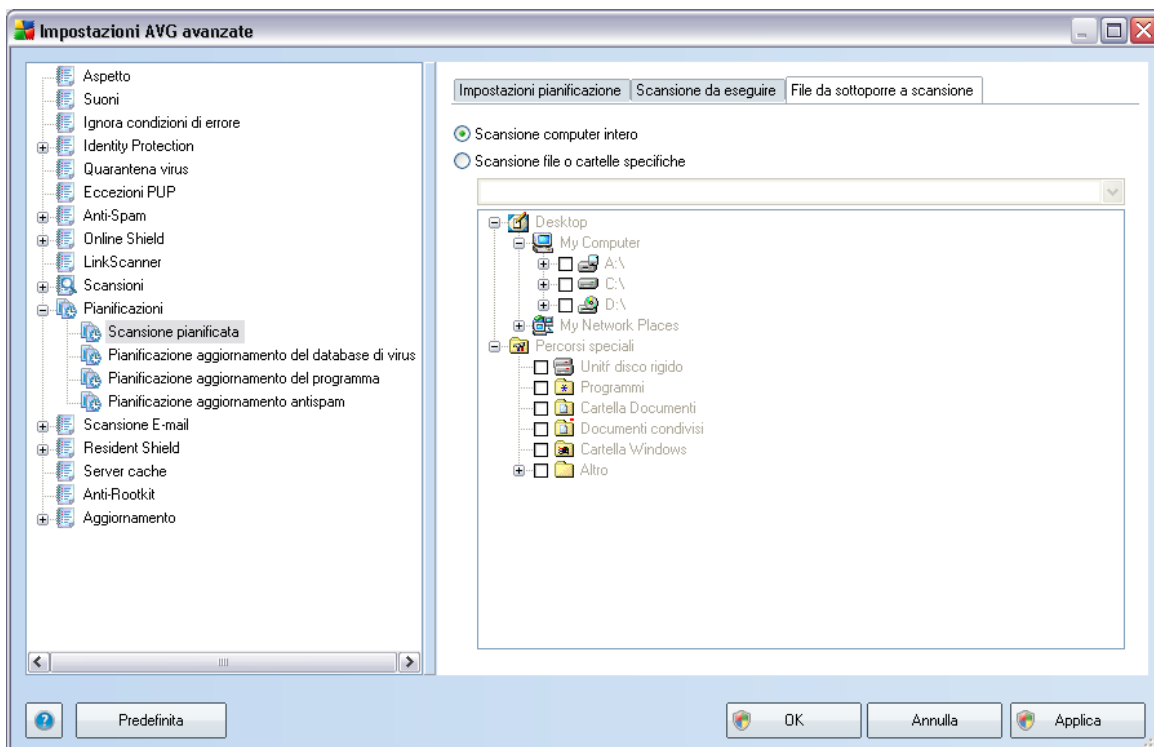 Impostazioni AVG avanzate
Aspetto
Suoni
Ignora condizioni di errore
Identity Protection
Quarantena virus
Eccezioni PUP
Anti-Spam
Online Shield
LinkScanner
Scansioni
Pianificazioni
Scansione pianificata
Pianificazione aggiornamento del database di virus
Pianificazione aggiornamento del programma
Pianificazione aggiornamento antispam
Scansione E-mail
Resident Shield
Server cache
Anti-Rootkit
Aggiornamento
Impostazioni pianificazione Scansione da eseguire File da sottoporre a scansione
Scansione computer intero
Scansione file o cartelle specifiche
Desktop
My Computer
A:\
C:\
D:\
My Network Places
Percorsi speciali
Unitř disco rigido
Programmi
Cartella Documenti
Documenti condivisi
Cartella Windows
Altro
Predefinita OK Annulla Applica